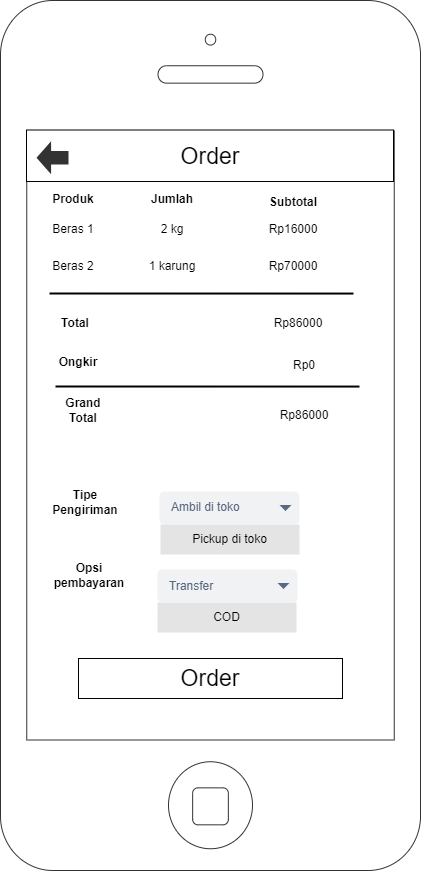 Order
Produk Jumlah Subtotal
Beras 1 2 kg Rp16000
Beras 2 1 karung Rp70000
Total Rp86000
Ongkir Rp0
Grand
Total Rp86000
Tipe
Pengiriman
Ambil di toko
Pickup di toko
Opsi
pembayaran
Transfer
COD
Order